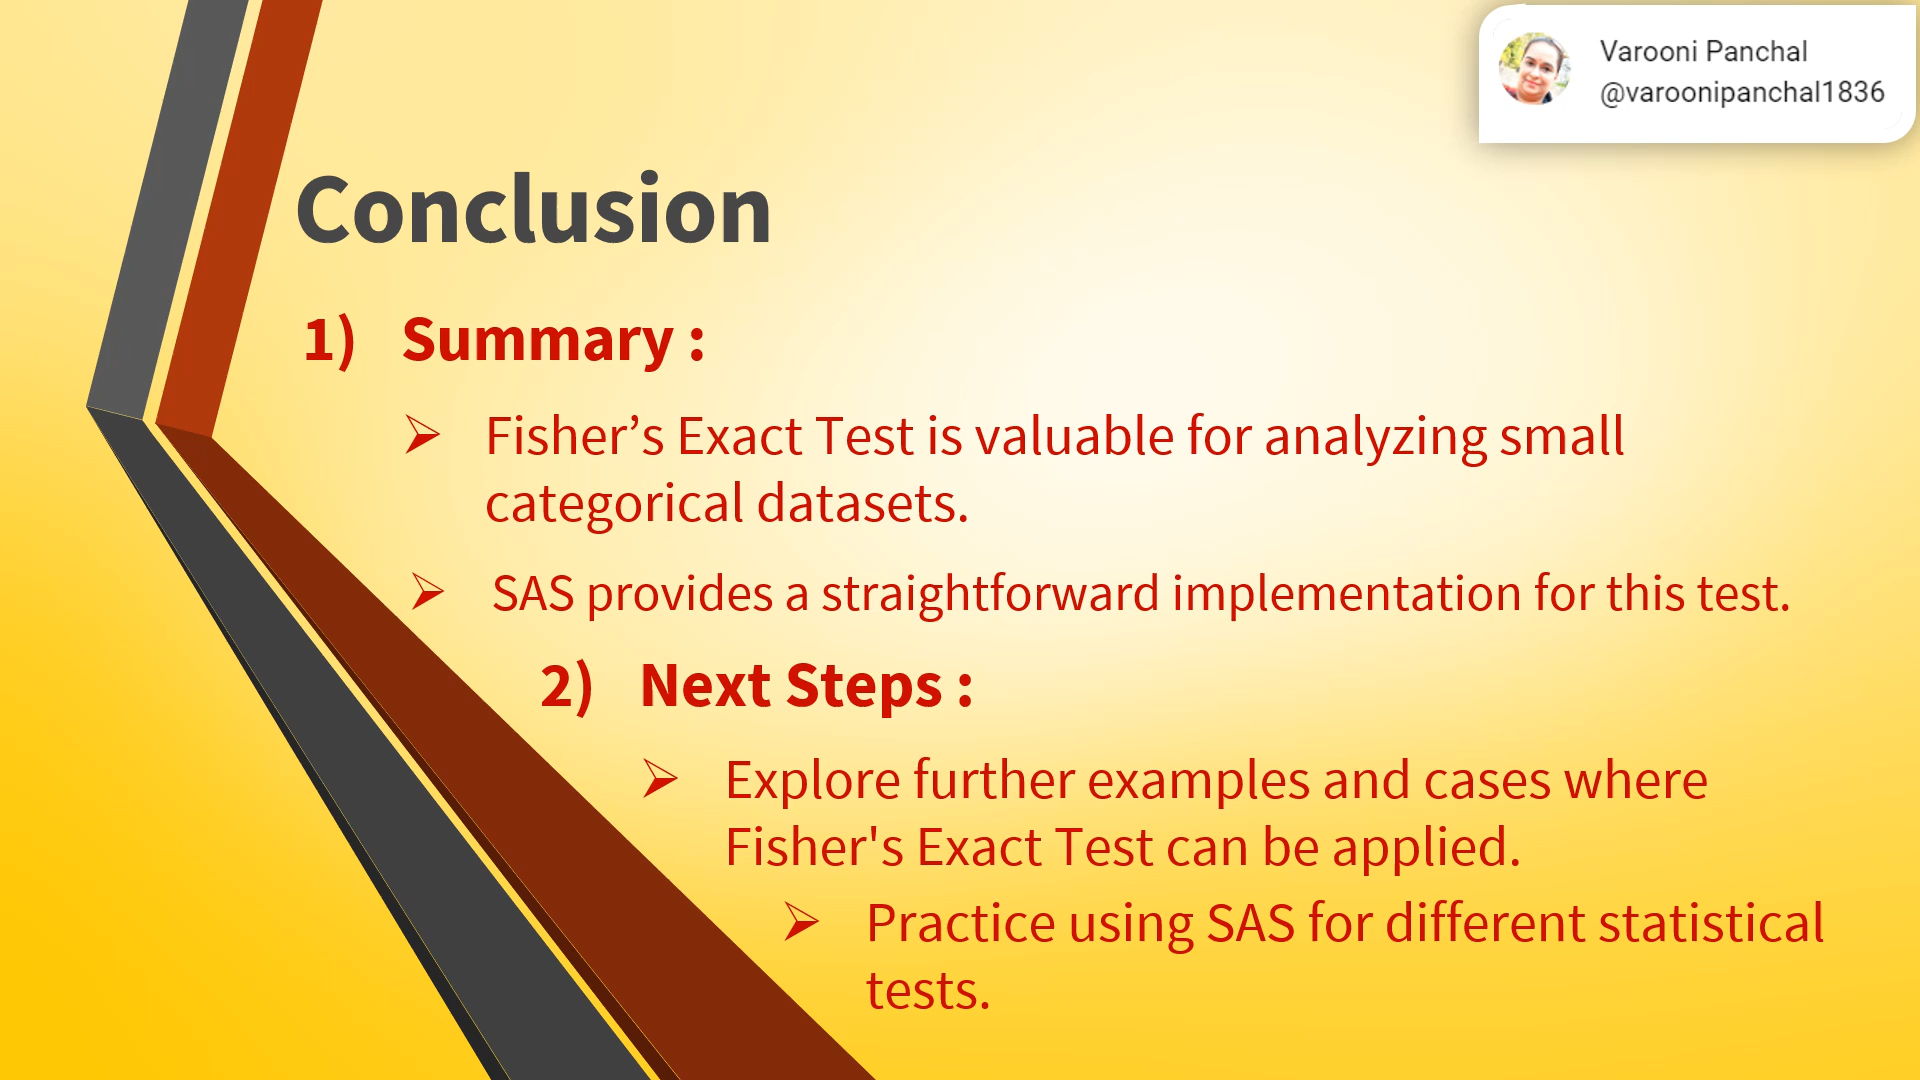 Varooni Panchal
@varoonipanchal1836
Conclusion
1) Summary :
➢ Fisher’s Exact Test is valuable for analyzing small
categorical datasets.
➢ SAS provides a straightforward implementation for this test.
2) Next Steps :
➢ Explore further examples and cases where
Fisher's Exact Test can be applied.
➢ Practice using SAS for different statistical
tests.